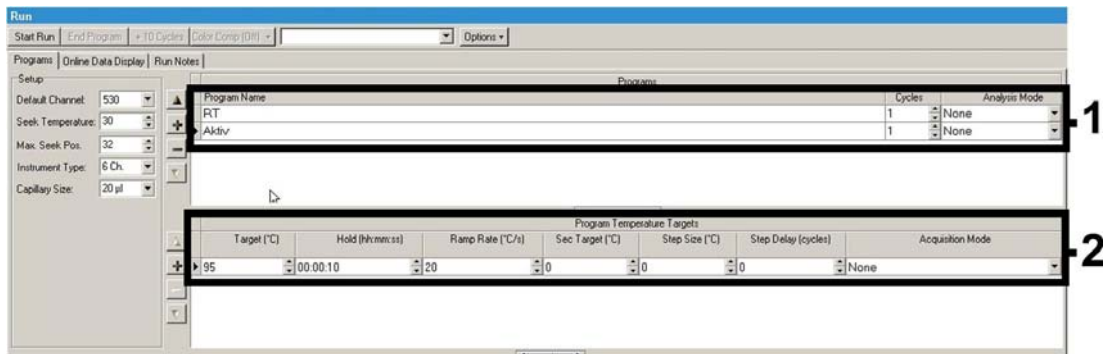 Run
Start Run End Program +10 Cycles Color Comp (Off) Options
Programs Online Data Display Run Notes
Setup
Default Channel: 530
Seek Temperature: 30
Max. Seek Pos. 32
Instrument Type: 6 Ch.
Capillary Size: 20 µl
Programs
Program Name Cycles Analysis Mode
RT 1 None
Aktiv 1 None
1
Program Temperature Targets
Target (°C) Hold (hh:mm:ss) Ramp Rate (°C/s) Sec Target (°C) Step Size (°C) Step Delay (cycles) Acquisition Mode
95 00:00:10 20 0 0 0 None
2